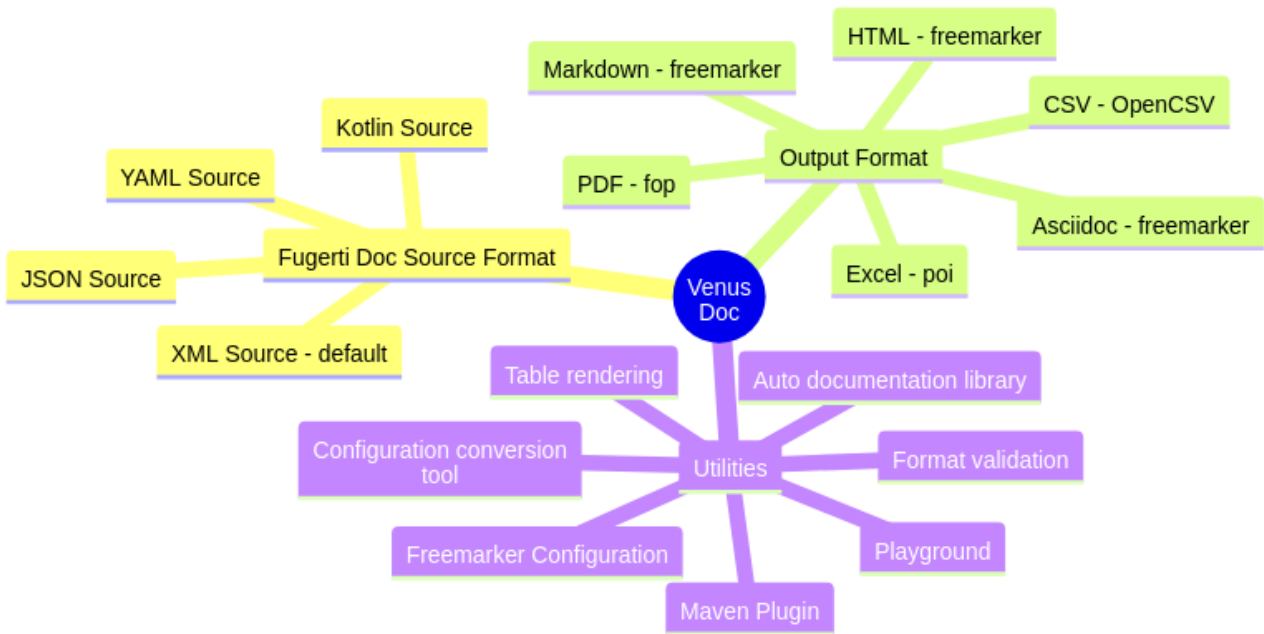 HTML - freemarker
Markdown - freemarker
CSV - OpenCSV
Kotlin Source
Output Format
YAML Source
PDF - fop
Asciidoc - freemarker
Fugerti Doc Source Format
JSON Source
Excel - poi
Venus
Doc
XML Source - default
Table rendering
Auto documentation library
Configuration conversion
tool
Utilities
Format validation
Freemarker Configuration
Playground
Maven Plugin